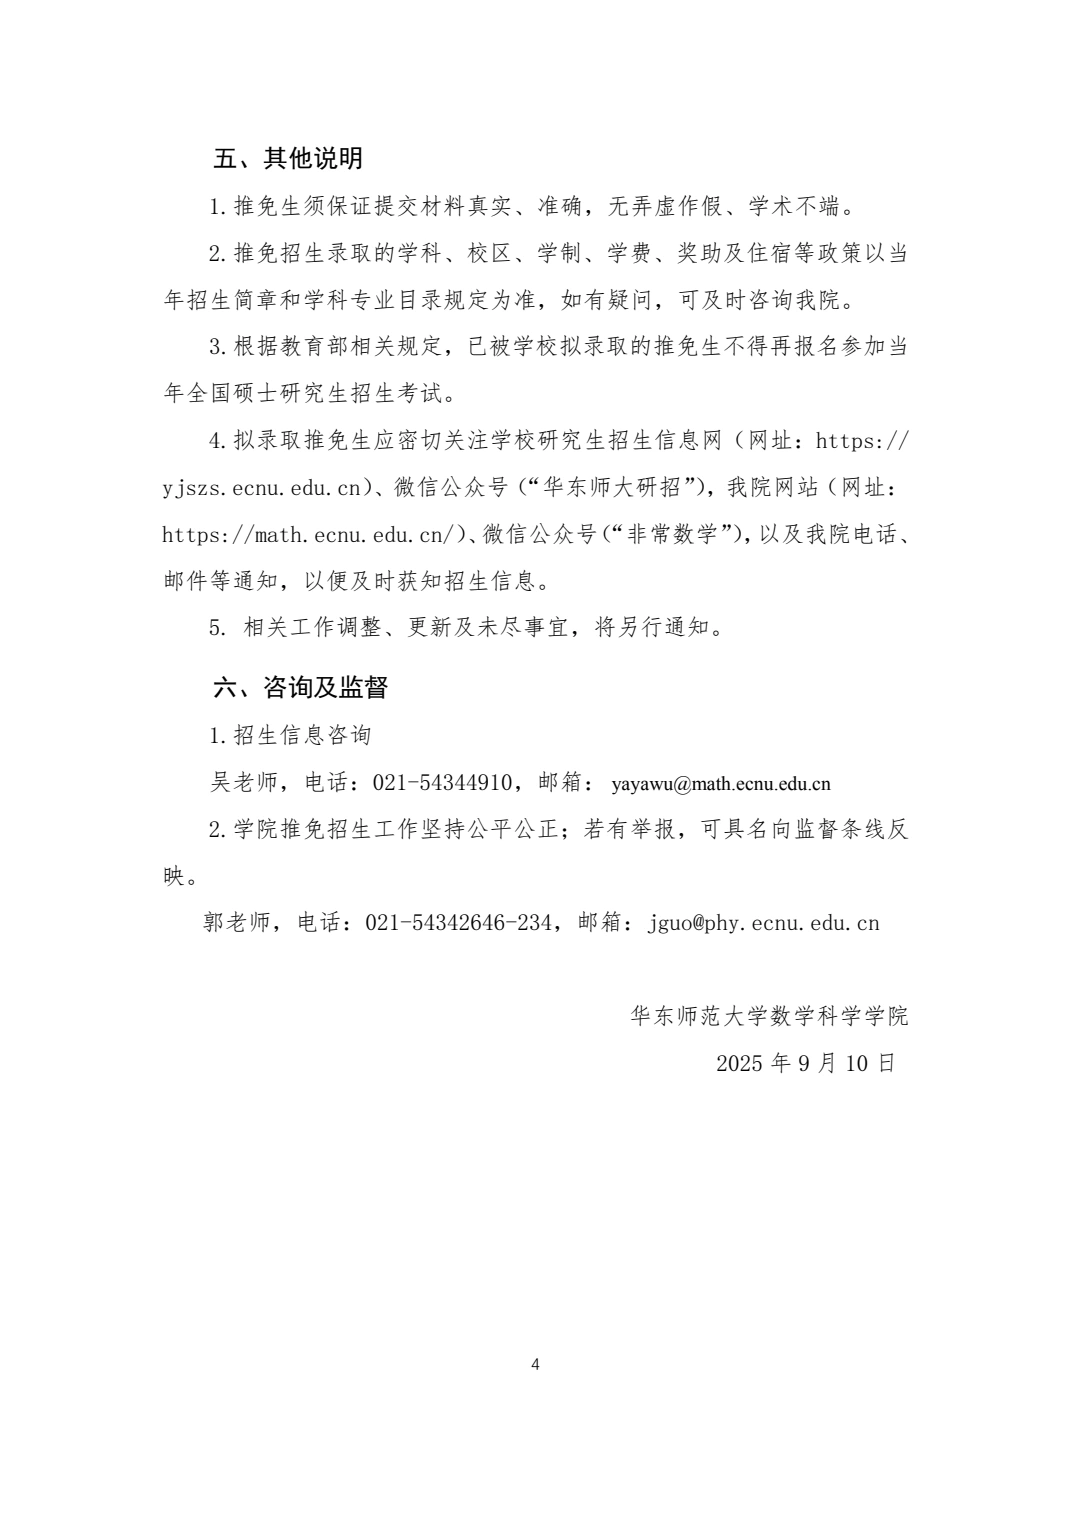 五、其他说明
1.推免生须保证提交材料真实、准确，无弄虚作假、学术不端。
2.推免招生录取的学科、校区、学制、学费、奖助及住宿等政策以当
年招生简章和学科专业目录规定为准，如有疑问，可及时咨询我院。
3.根据教育部相关规定，已被学校拟录取的推免生不得再报名参加当
年全国硕士研究生招生考试。
4.拟录取推免生应密切关注学校研究生招生信息网（网址：https://
yjszs.ecnu.edu.cn）、微信公众号（“华东师大研招”），我院网站（网址：
https://math.ecnu.edu.cn/）、微信公众号（“非常数学”），以及我院电话、
邮件等通知，以便及时获知招生信息。
5. 相关工作调整、更新及未尽事宜，将另行通知。
六、咨询及监督
1.招生信息咨询
吴老师，电话：021-54344910，邮箱： yayawu@math.ecnu.edu.cn
2.学院推免招生工作坚持公平公正；若有举报，可具名向监督条线反
映。
郭老师，电话：021-54342646-234，邮箱：jguo@phy.ecnu.edu.cn
华东师范大学数学科学学院
2025 年 9 月 10 日
4